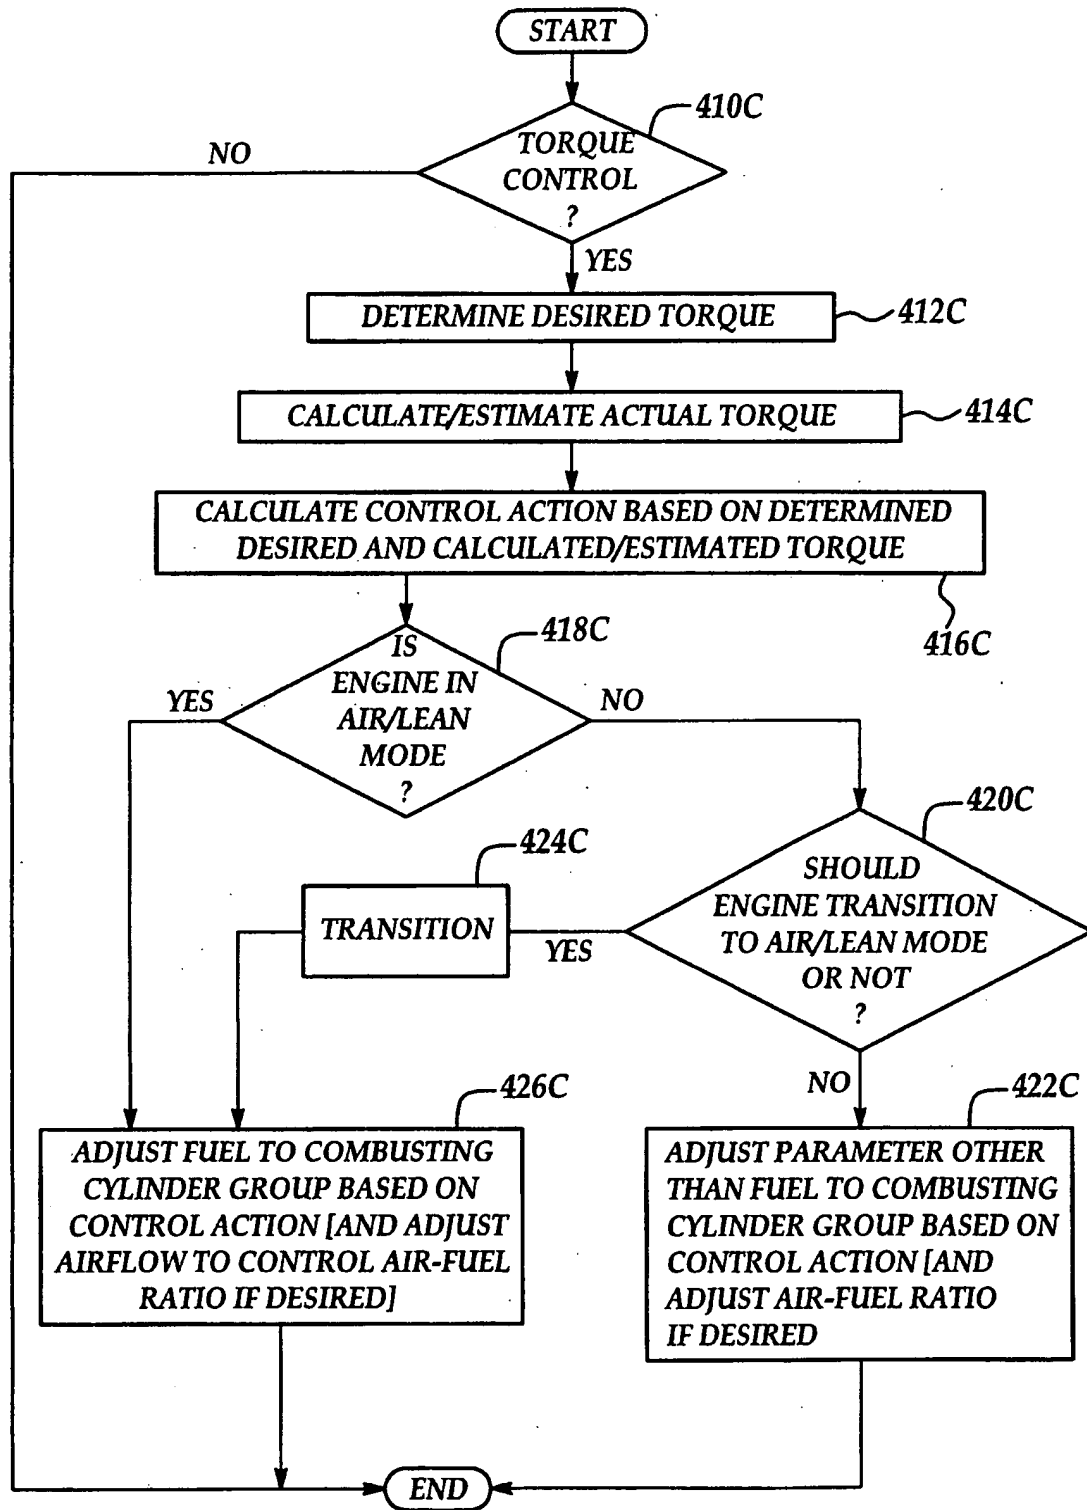 START
410C
TORQUE
CONTROL
?
NO
YES
DETERMINE DESIRED TORQUE
412C
CALCULATE/ESTIMATE ACTUAL TORQUE
414C
CALCULATE CONTROL ACTION BASED ON DETERMINED
DESIRED AND CALCULATED/ESTIMATED TORQUE
416C
418C
IS
ENGINE IN
AIR/LEAN
MODE
?
YES
NO
420C
SHOULD
ENGINE TRANSITION
TO AIR/LEAN MODE
OR NOT
?
424C
TRANSITION
YES
NO
426C
ADJUST FUEL TO COMBUSTING
CYLINDER GROUP BASED ON
CONTROL ACTION [AND ADJUST
AIRFLOW TO CONTROL AIR-FUEL
RATIO IF DESIRED]
422C
ADJUST PARAMETER OTHER
THAN FUEL TO COMBUSTING
CYLINDER GROUP BASED ON
CONTROL ACTION [AND
ADJUST AIR-FUEL RATIO
IF DESIRED
END